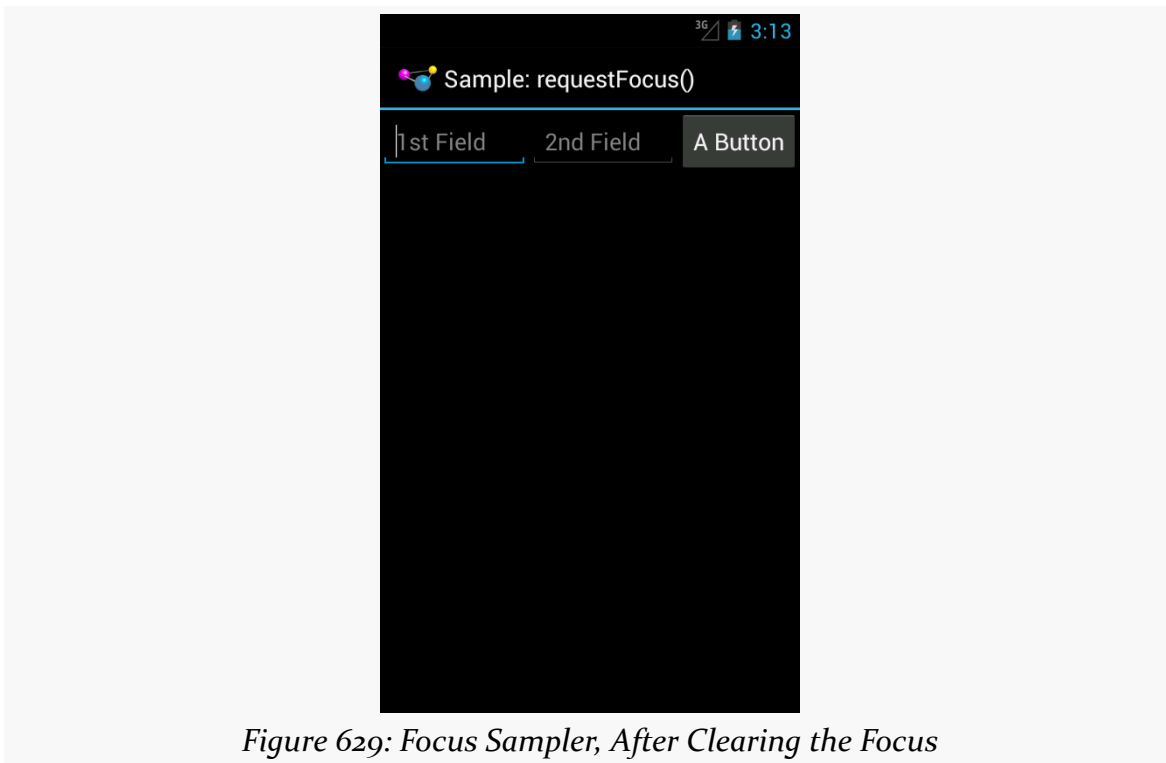 3G 3:13
Sample: requestFocus()
1st Field 2nd Field A Button
Figure 629: Focus Sampler, After Clearing the Focus